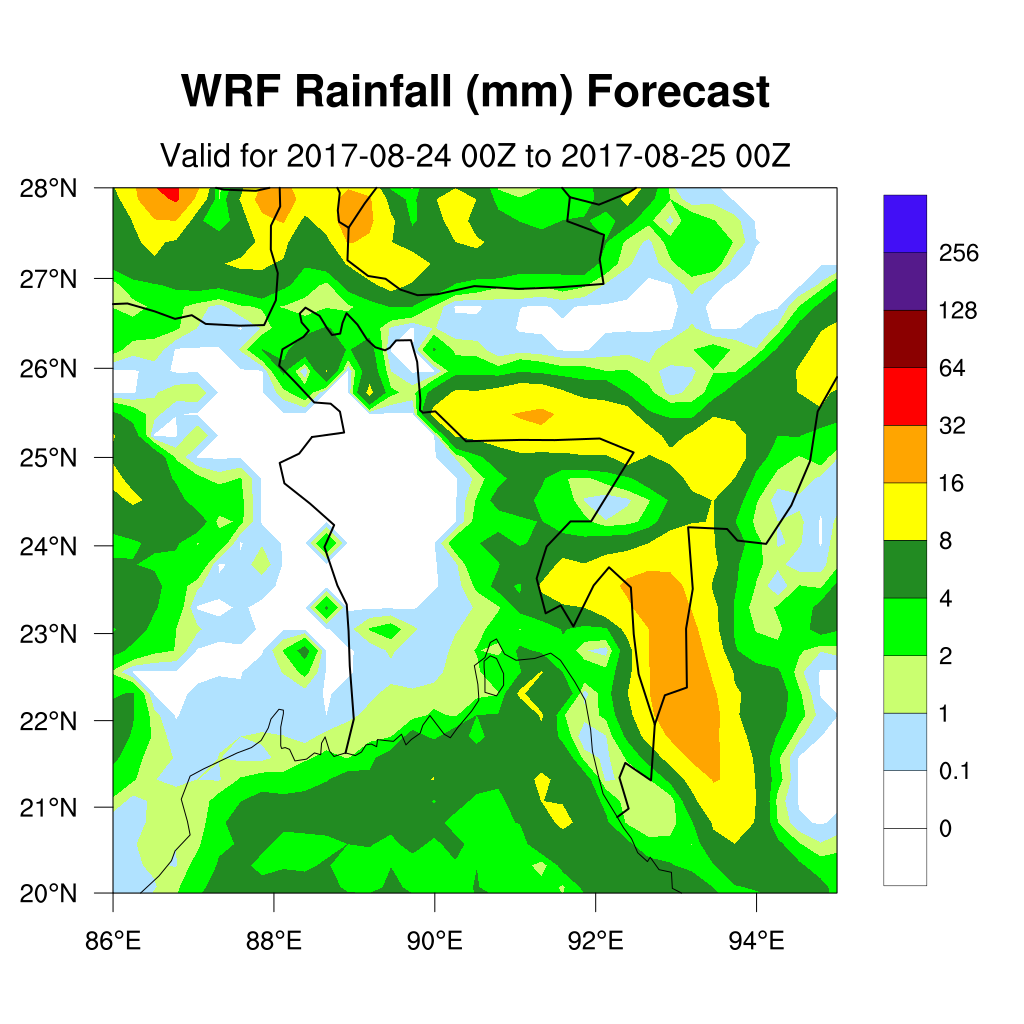 WRF Rainfall (mm) Forecast
Valid for 2017-08-24 00Z to 2017-08-25 00Z
28°N
27°N
26°N
25°N
24°N
23°N
22°N
21°N
20°N
86°E 88°E 90°E 92°E 94°E
256
128
64
32
16
8
4
2
1
0.1
0